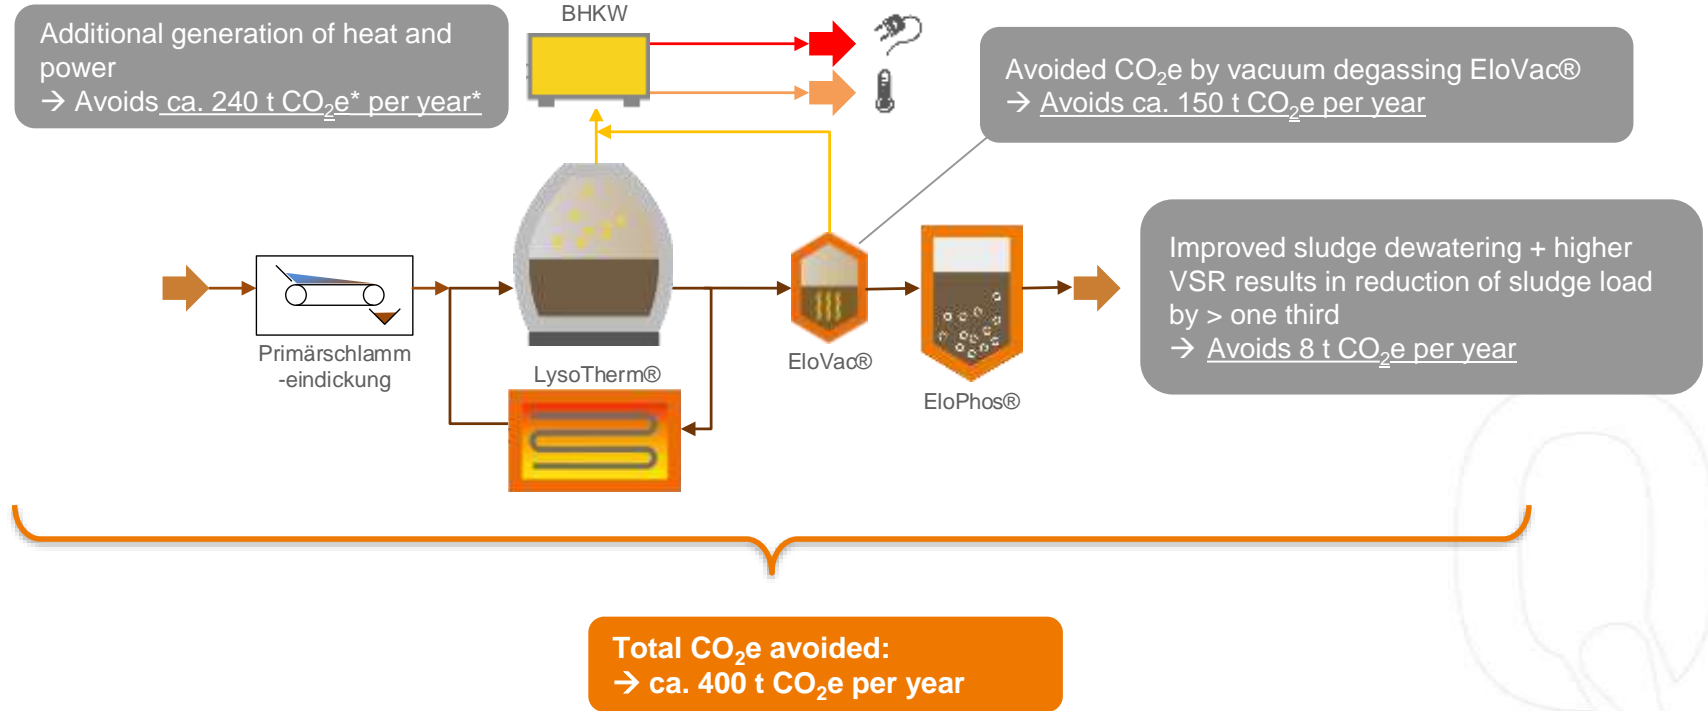 BHKW
Additional generation of heat and
power
→ Avoids ca. 240 t CO₂e* per year*
Avoided CO₂e by vacuum degassing EloVac®
→ Avoids ca. 150 t CO₂e per year
Improved sludge dewatering + higher
VSR results in reduction of sludge load
by > one third
→ Avoids 8 t CO₂e per year
Primärschlamm
-eindickung
LysoTherm®
EloVac®
EloPhos®
Total CO₂e avoided:
→ ca. 400 t CO₂e per year